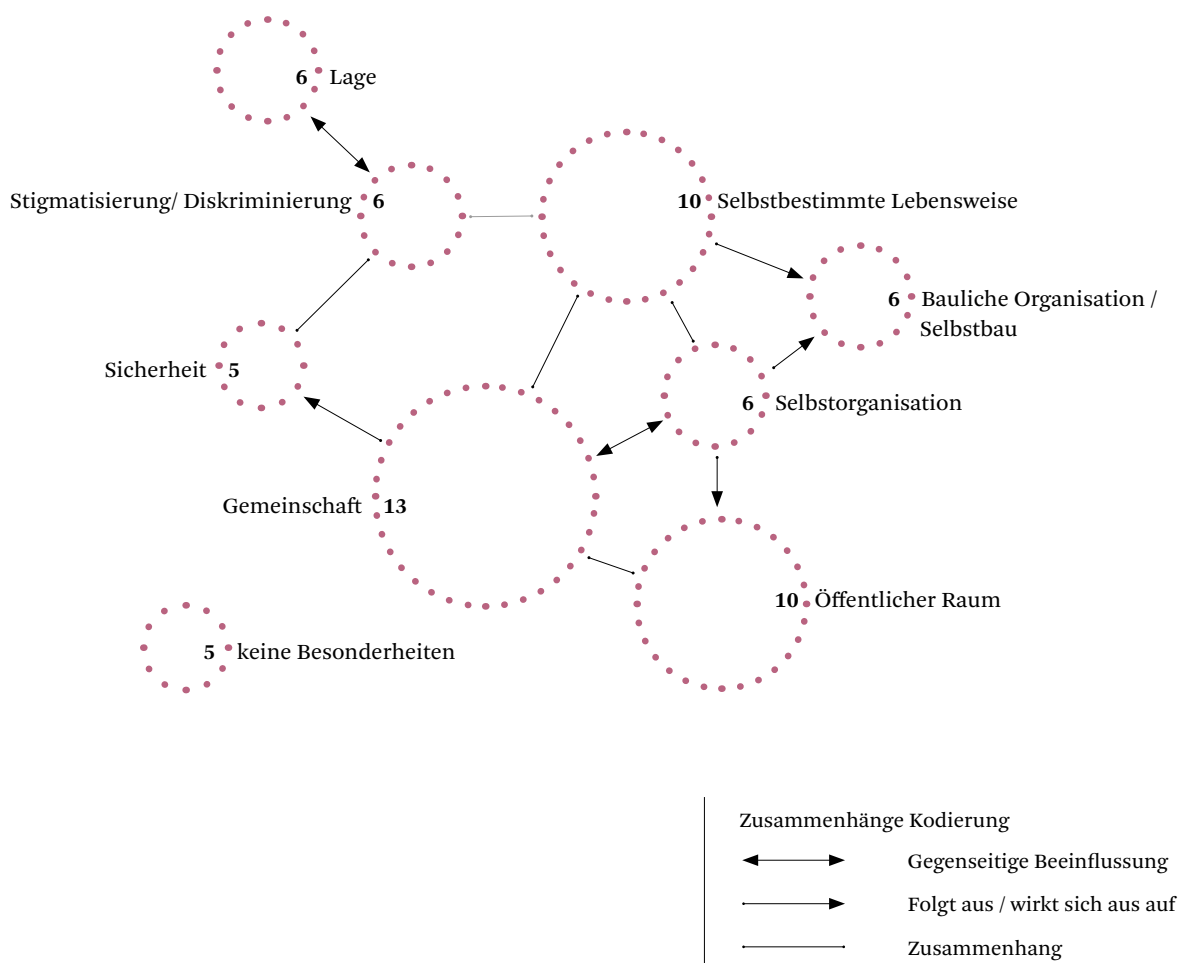 6 Lage
Stigmatisierung/ Diskriminierung 6
10 Selbstbestimmte Lebensweise
6 Bauliche Organisation /
Selbstbau
Sicherheit 5
6 Selbstorganisation
Gemeinschaft 13
10 Öffentlicher Raum
5 keine Besonderheiten
Zusammenhänge Kodierung
Gegenseitige Beeinflussung
Folgt aus / wirkt sich aus auf
Zusammenhang